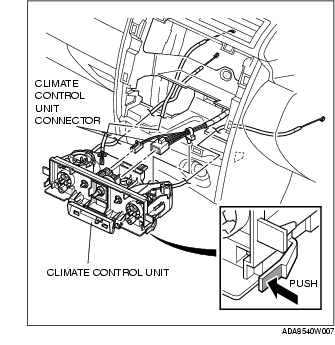 CLIMATE
CONTROL
UNIT
CONNECTOR
CLIMATE CONTROL UNIT
PUSH
ADA8540W007